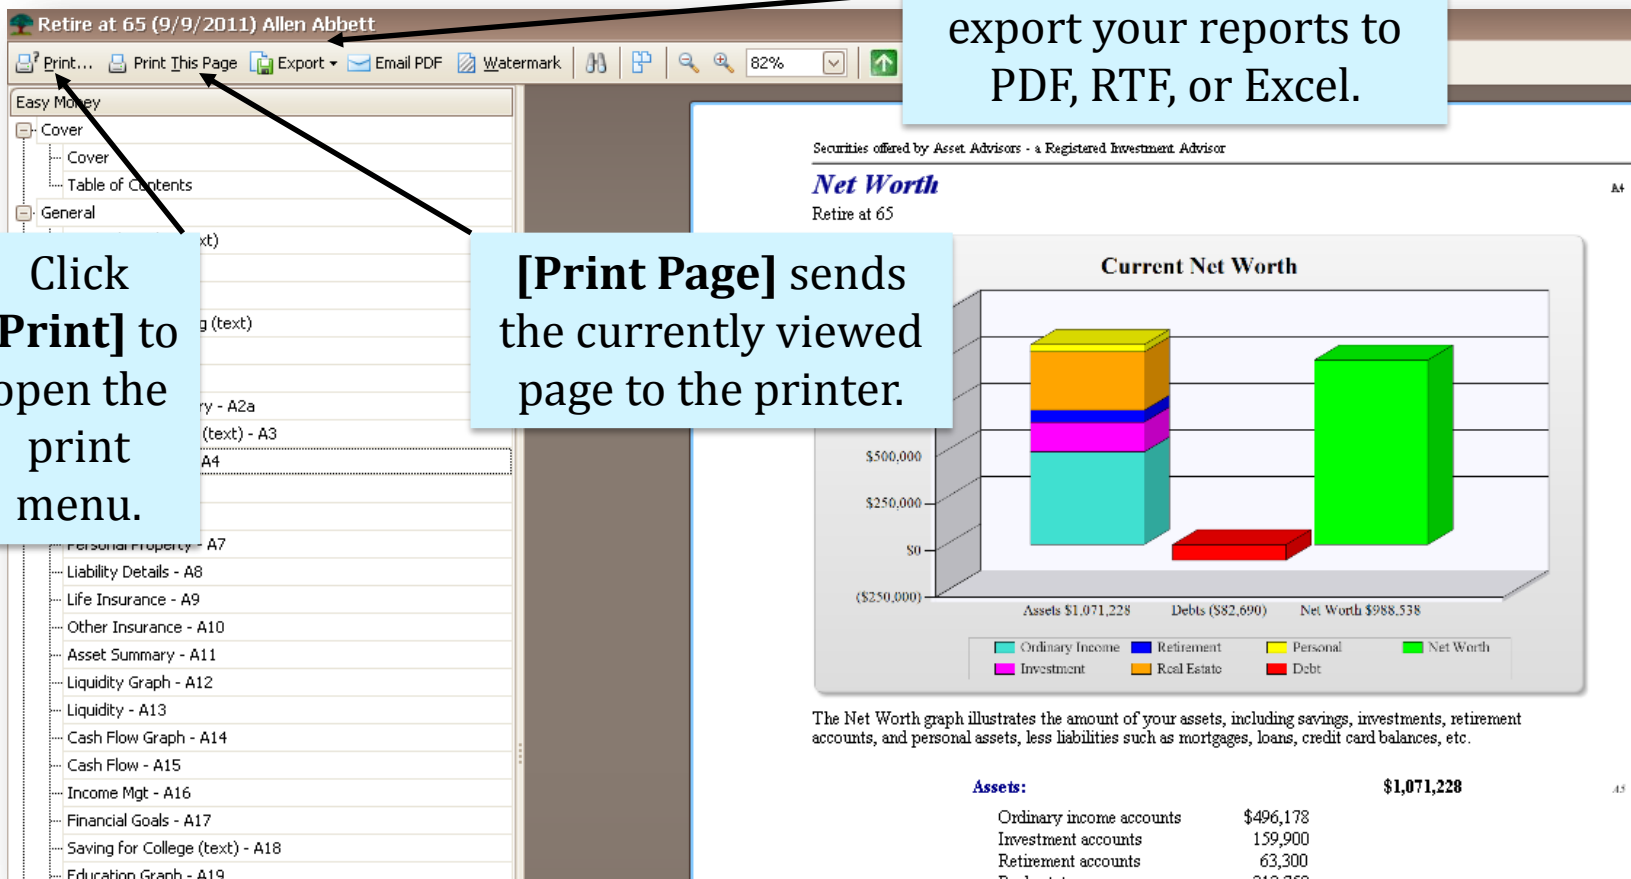 Retire at 65 (9/9/2011) Allen Abbett
export your reports to
PDF, RTF, or Excel.
Print... Print This Page Export Email PDF Watermark 82%
Easy Money
Cover
Cover
Table of Contents
General
xt)
g (text)
ry - A2a
(text) - A3
A4
Click
Print] to
open the
print
menu.
[Print Page] sends
the currently viewed
page to the printer.
Personal Property - A7
Liability Details - A8
Life Insurance - A9
Other Insurance - A10
Asset Summary - A11
Liquidity Graph - A12
Liquidity - A13
Cash Flow Graph - A14
Cash Flow - A15
Income Mgt - A16
Financial Goals - A17
Saving for College (text) - A18
Education Graph - A19
Securities offered by Asset Advisors - a Registered Investment Advisor
Net Worth A4
Retire at 65
Current Net Worth
$500,000
$250,000
$0
($250,000)
Assets $1,071,228 Debts ($82,690) Net Worth $988,538
Ordinary Income Retirement Personal Net Worth
Investment Real Estate Debt
The Net Worth graph illustrates the amount of your assets, including savings, investments, retirement
accounts, and personal assets, less liabilities such as mortgages, loans, credit card balances, etc.
Assets: $1,071,228 A5
Ordinary income accounts $496,178
Investment accounts 159,900
Retirement accounts 63,300